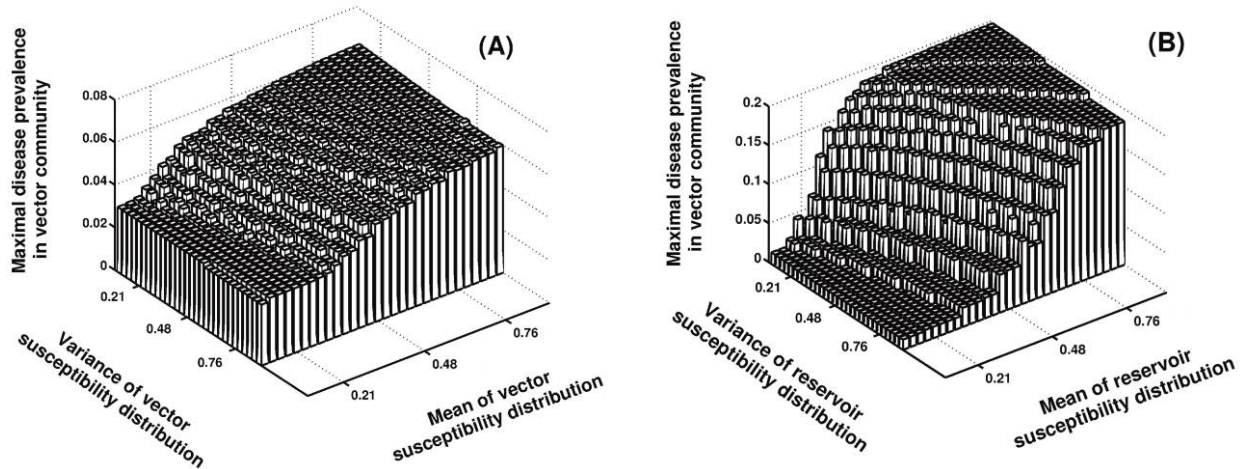 (A)
Maximal disease prevalence
in vector community
0.08
0.06
0.04
0.02
0
0.21
0.48
0.76
Variance of vector
susceptibility distribution
0.21
0.48
0.76
Mean of vector
susceptibility distribution
(B)
Maximal disease prevalence
in vector community
0.2
0.15
0.1
0.05
0
0.21
0.48
0.76
Variance of reservoir
susceptibility distribution
0.21
0.48
0.76
Mean of reservoir
susceptibility distribution